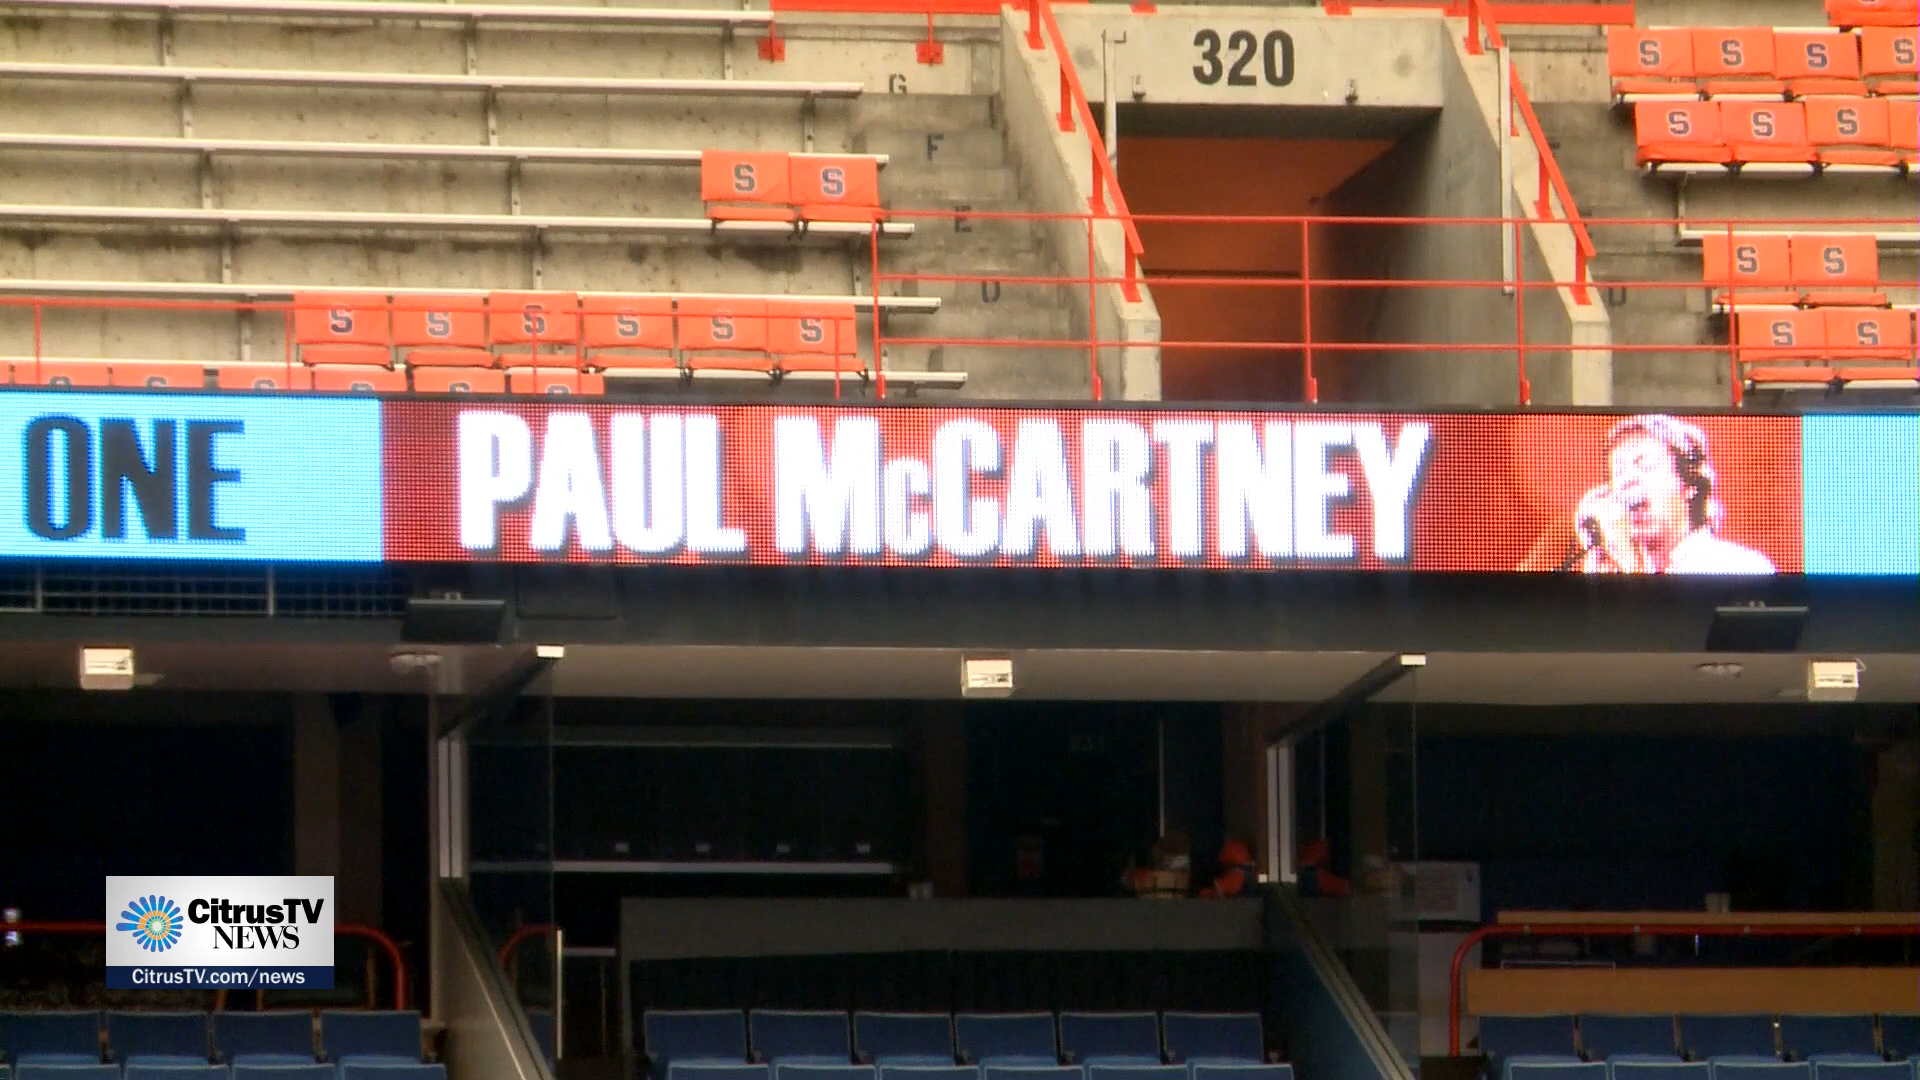 320
G
F
E
D
S S S S
S S S S
S S
S S
S S
S S S S S S
D
ONE PAUL McCARTNEY
CitrusTV
NEWS
CitrusTV.com/news